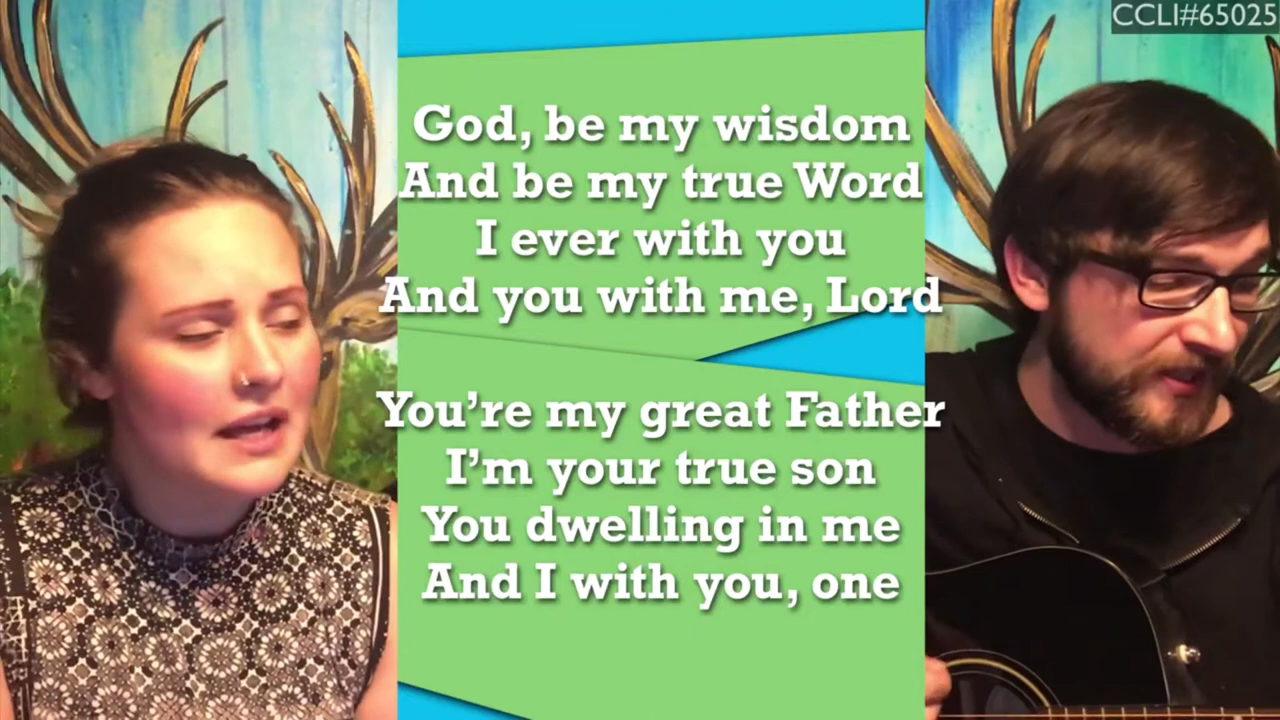 CCLI#65025
God, be my wisdom
And be my true Word
I ever with you
And you with me, Lord
You're my great Father
I'm your true son
You dwelling in me
And I with you, one